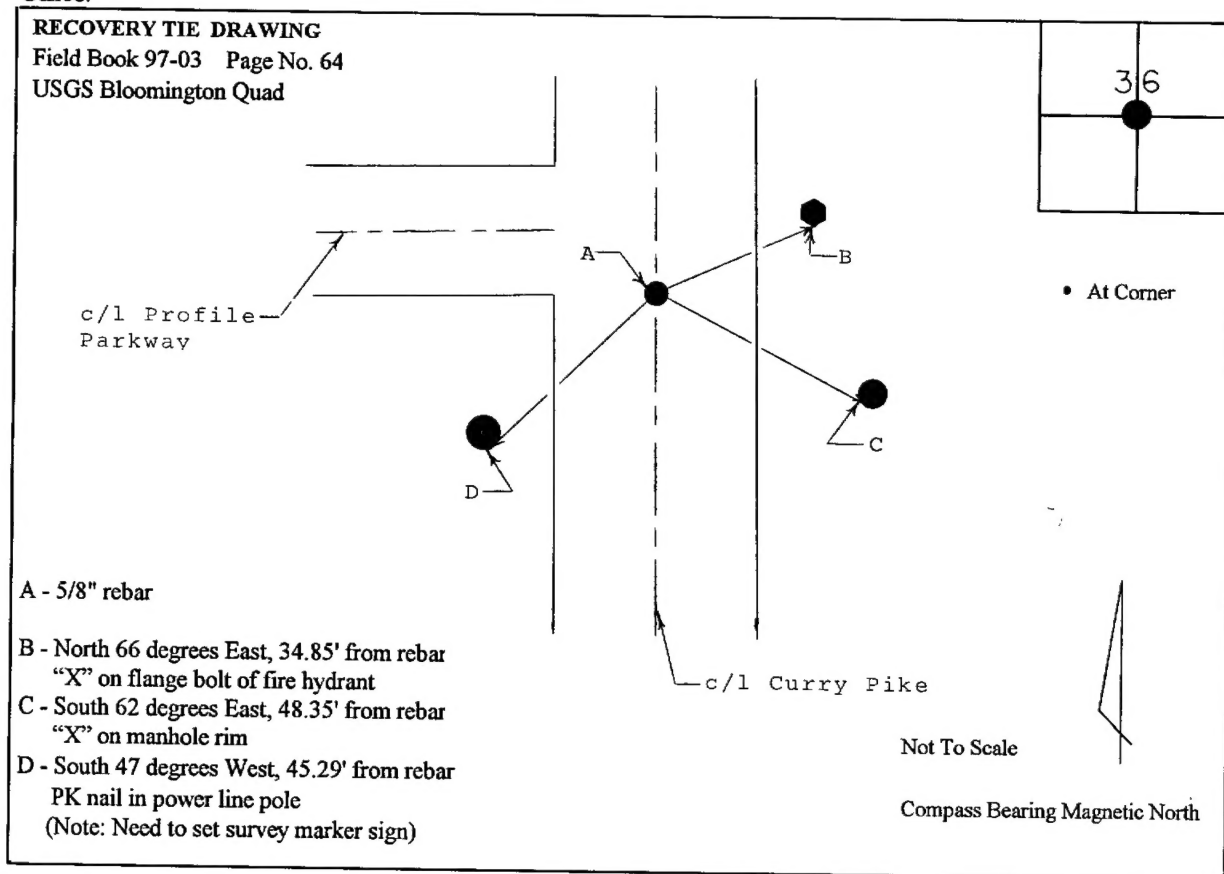 RECOVERY TIE DRAWING
Field Book 97-03 Page No. 64
USGS Bloomington Quad
36
A
B
• At Corner
c/l Profile
Parkway
C
D
A - 5/8" rebar
B - North 66 degrees East, 34.85' from rebar
"X" on flange bolt of fire hydrant
c/l Curry Pike
C - South 62 degrees East, 48.35' from rebar
"X" on manhole rim
Not To Scale
D - South 47 degrees West, 45.29' from rebar
PK nail in power line pole
Compass Bearing Magnetic North
(Note: Need to set survey marker sign)